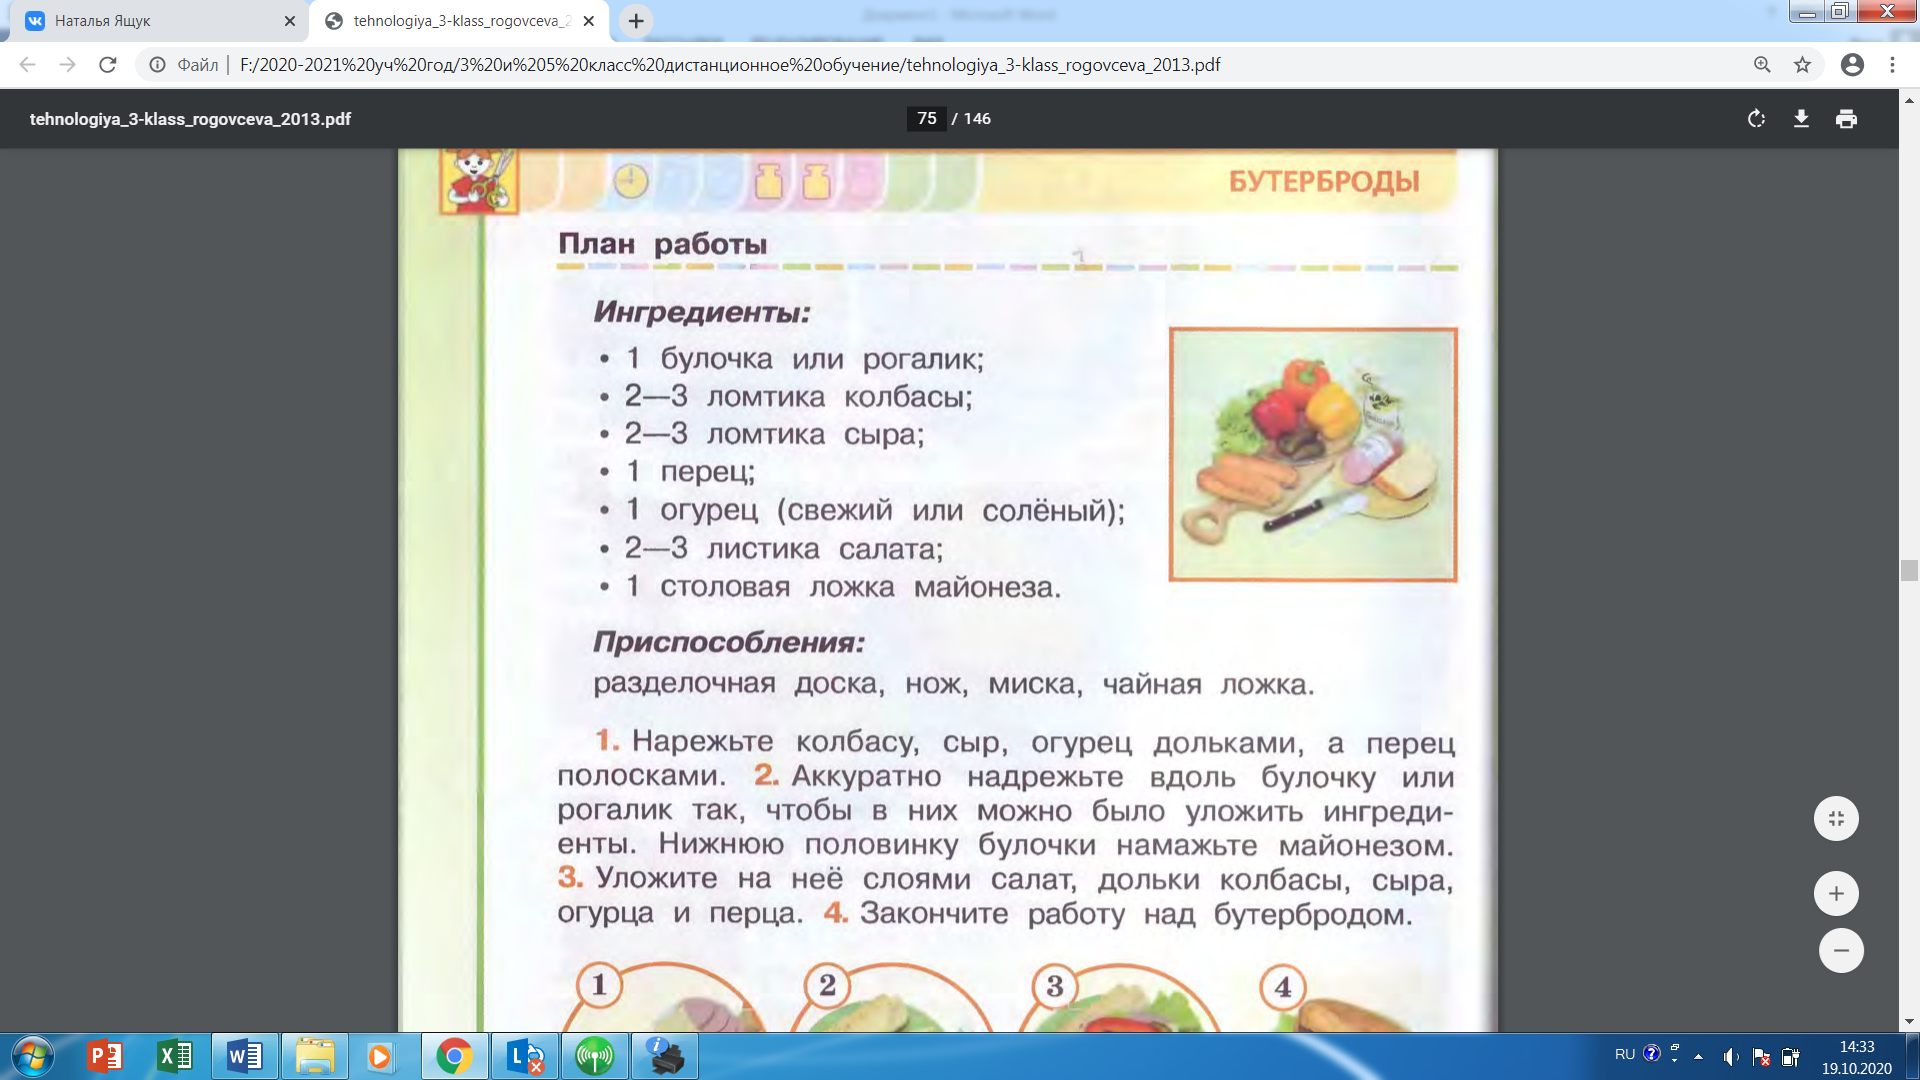 Наталья Ящук
tehnologiya_3-klass_rogovceva_2
Файл
F:/2020-2021%20уч%20год/3%20и%205%20класс%20дистанционное%20обучение/tehnologiya_3-klass_rogovceva_2013.pdf
tehnologiya_3-klass_rogovceva_2013.pdf
75 / 146
БУТЕРБРОДЫ
План работы
Ингредиенты:
• 1 булочка или рогалик;
• 2—3 ломтика колбасы;
• 2—3 ломтика сыра;
• 1 перец;
• 1 огурец (свежий или солёный);
• 2—3 листика салата;
• 1 столовая ложка майонеза.
Приспособления:
разделочная доска, нож, миска, чайная ложка.
1. Нарежьте колбасу, сыр, огурец дольками, а перец
полосками. 2. Аккуратно надрежьте вдоль булочку или
рогалик так, чтобы в них можно было уложить ингреди-
енты. Нижнюю половинку булочки намажьте майонезом.
3. Уложите на неё слоями салат, дольки колбасы, сыра,
огурца и перца. 4. Закончите работу над бутербродом.
1 2 3 4
RU
14:33
19.10.2020